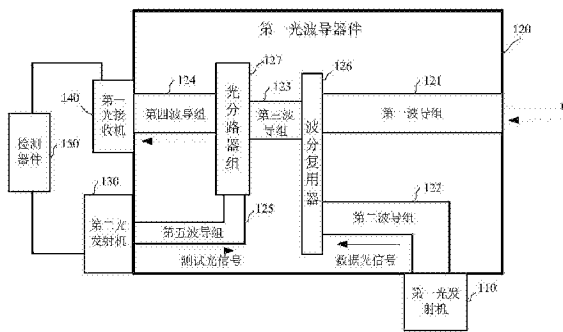 第一光波导器件
120
127
126
124
123
121
140
第一光接收机
第四波导组
光分路器组
第三波导组
波分复用器
第一波导组
检测器件
150
130
122
125
第二光发射机
第五波导组
第二波导组
测试光信号
数据光信号
第一光发射机
110